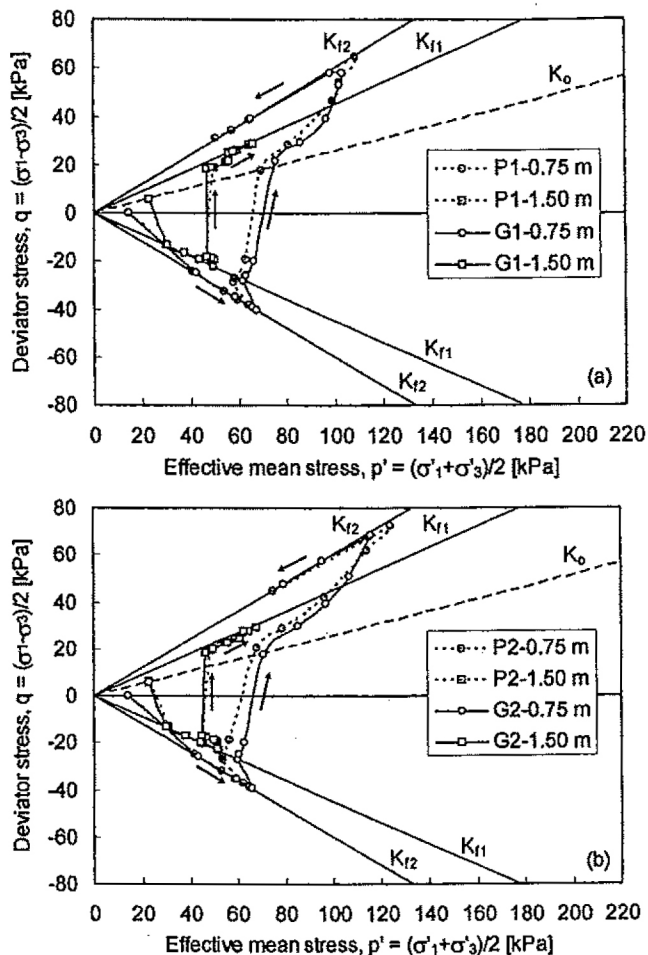 80
60
40
20
0
-20
-40
-60
-80
Deviator stress, q = (σ1-σ3)/2 [kPa]
Kf2
Kf1
Ko
P1-0.75 m
P1-1.50 m
G1-0.75 m
G1-1.50 m
Kf1
Kf2
(a)
0 20 40 60 80 100 120 140 160 180 200 220
Effective mean stress, p' = (σ'1+σ'3)/2 [kPa]
80
60
40
20
0
-20
-40
-60
-80
Deviator stress, q = (σ1-σ3)/2 [kPa]
Kf2
Kf1
Ko
P2-0.75 m
P2-1.50 m
G2-0.75 m
G2-1.50 m
Kf1
Kf2
(b)
0 20 40 60 80 100 120 140 160 180 200 220
Effective mean stress, p' = (σ'1+σ'3)/2 [kPa]